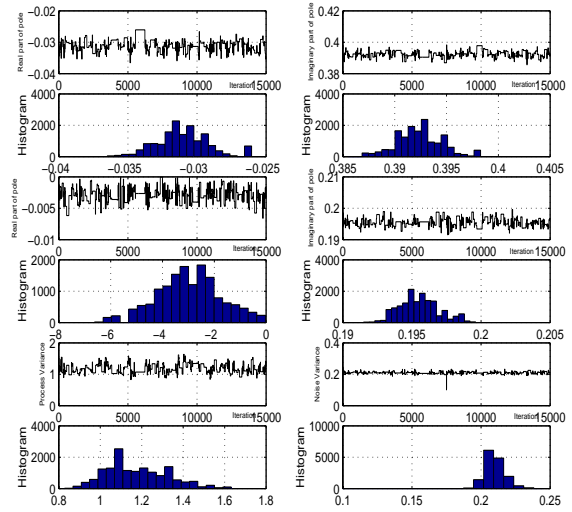 Real part of pole
−0.02
−0.03
−0.04
0 5000 10000 15000
Iteration
Imaginary part of pole
0.42
0.4
0.38
0 5000 10000 15000
Iteration
Histogram
4000
2000
0
−0.04 −0.035 −0.03 −0.025
Histogram
4000
2000
0
0.385 0.39 0.395 0.4 0.405
Real part of pole
−0.005
−0.01
0 5000 10000 15000
Iteration
Imaginary part of pole
0.21
0.2
0.19
0 5000 10000 15000
Iteration
Histogram
2000
1000
0
−8 −6 −4 −2 0
Histogram
4000
2000
0
0.19 0.195 0.2 0.205
Process Variance
2
1
0
0 5000 10000 15000
Iteration
Noise Variance
0.4
0.2
0
0 5000 10000 15000
Iteration
Histogram
4000
2000
0
0.8 1 1.2 1.4 1.6 1.8
Histogram
10000
5000
0
0.1 0.15 0.2 0.25